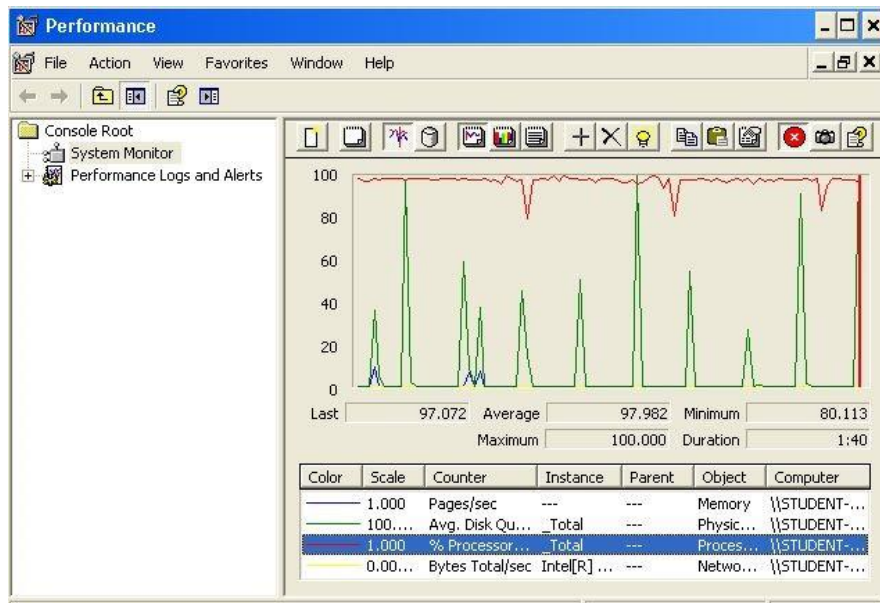 Performance
File Action View Favorites Window Help
Console Root
System Monitor
Performance Logs and Alerts
100
80
60
40
20
0
Last 97.072 Average 97.982 Minimum 80.113
Maximum 100.000 Duration 1:40
Color Scale Counter Instance Parent Object Computer
1.000 Pages/sec --- --- Memory \\STUDENT-...
100.... Avg. Disk Qu... _Total --- Physic... \\STUDENT-...
1.000 % Processor... _Total --- Proces... \\STUDENT-...
0.00... Bytes Total/sec Intel[R] ... --- Netwo... \\STUDENT-...